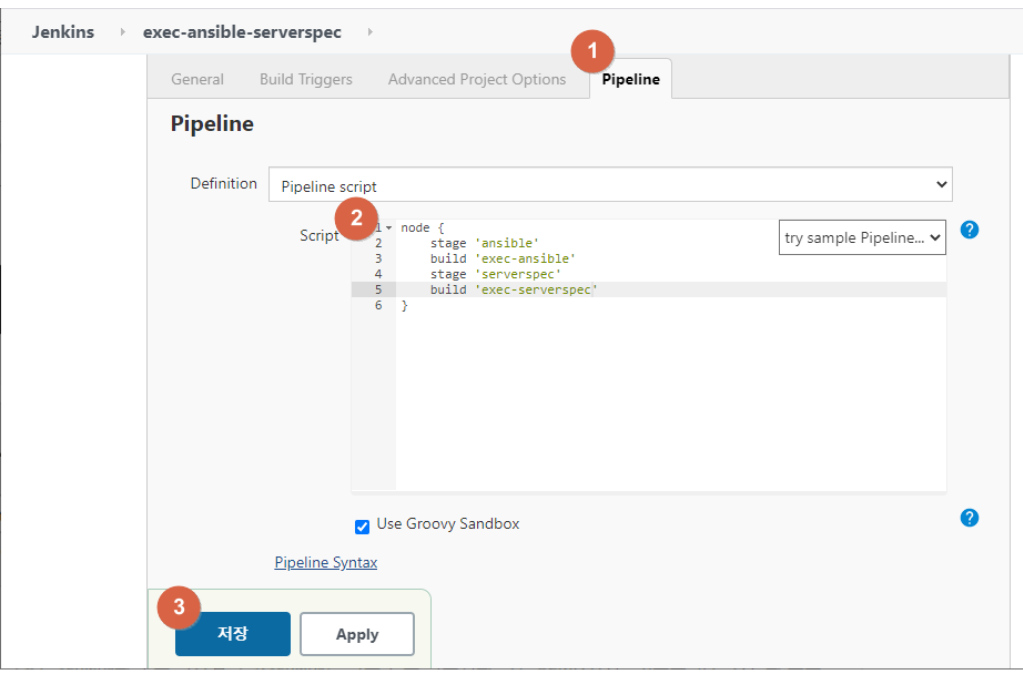 Jenkins exec-ansible-serverspec
1
General Build Triggers Advanced Project Options Pipeline
Pipeline
Definition Pipeline script
2
Script
try sample Pipeline...
1 node {
2     stage 'ansible'
3     build 'exec-ansible'
4     stage 'serverspec'
5     build 'exec-serverspec'
6 }
?
Use Groovy Sandbox
?
Pipeline Syntax
3
저장 Apply